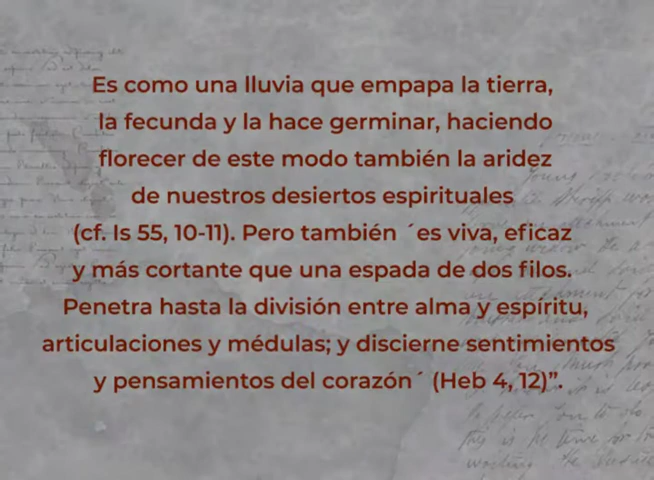 Es como una lluvia que empapa la tierra,
la fecunda y la hace germinar, haciendo
florecer de este modo también la aridez
de nuestros desiertos espirituales
(cf. Is 55, 10-11). Pero también ´es viva, eficaz
y más cortante que una espada de dos filos.
Penetra hasta la división entre alma y espíritu,
articulaciones y médulas; y discierne sentimientos
y pensamientos del corazón´ (Heb 4, 12)”.